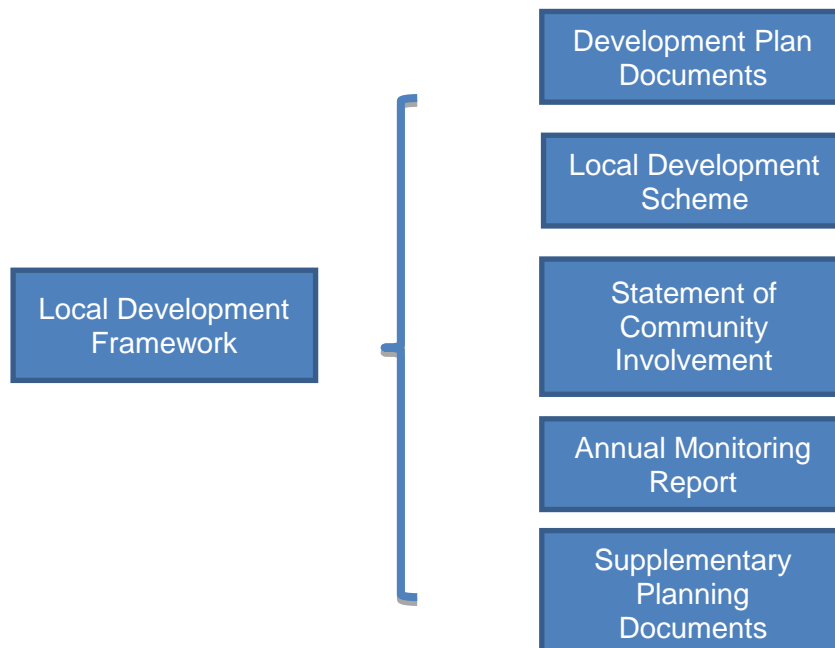 Development Plan
Documents
Local Development
Scheme
Local Development
Framework
Statement of
Community
Involvement
Annual Monitoring
Report
Supplementary
Planning
Documents